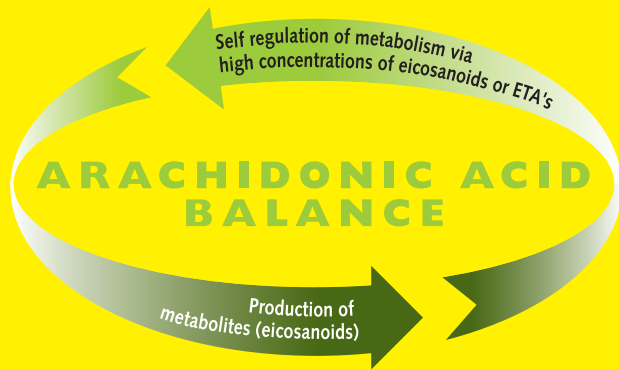 Self regulation of metabolism via
high concentrations of eicosanoids or ETA's
ARACHIDONIC ACID
BALANCE
Production of
metabolites (eicosanoids)